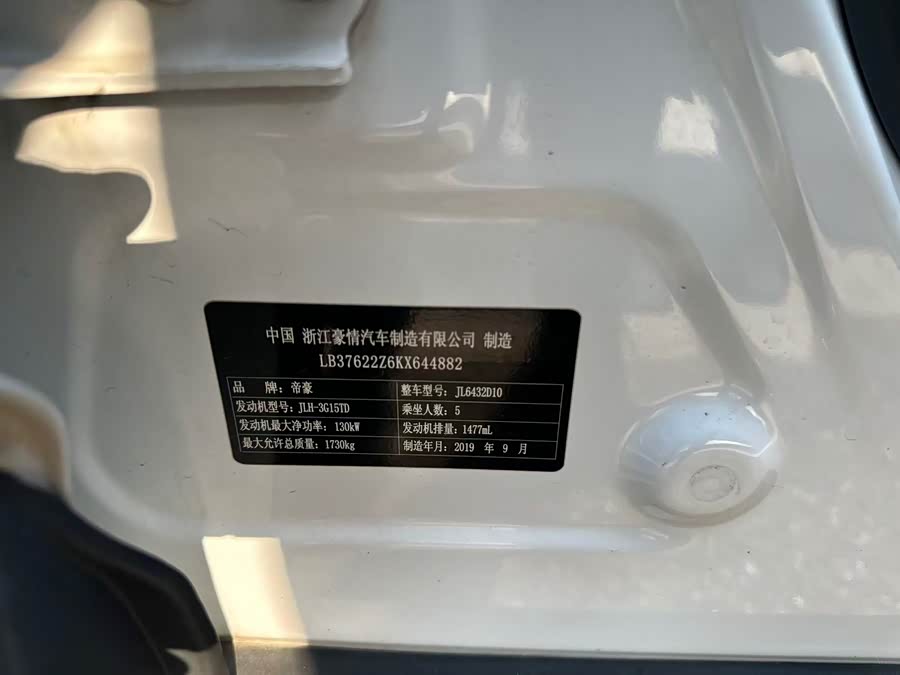 中国 浙江豪情汽车制造有限公司 制造
LB37622Z6KX644882
品 牌：帝豪 整车型号：JL6432D10
发动机型号：JLH-3G15TD 乘坐人数：5
发动机最大净功率：130kW 发动机排量：1477mL
最大允许总质量：1730kg 制造年月：2019 年 9 月